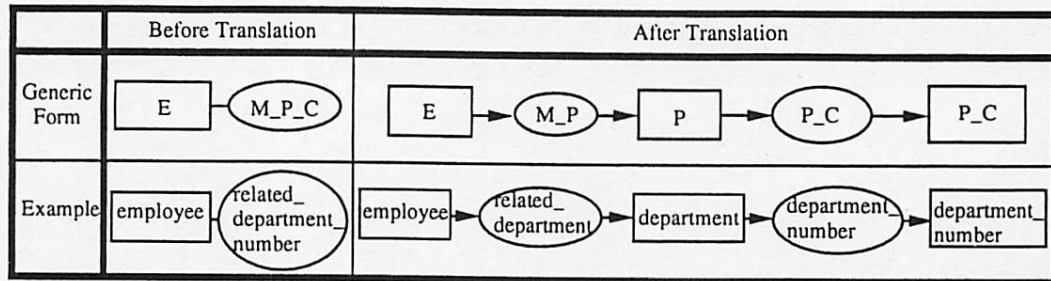 Before Translation After Translation
Generic
Form
E M_P_C E M_P P P_C P_C
Example employee related_
department_
number employee related_
department department department_
number department_
number